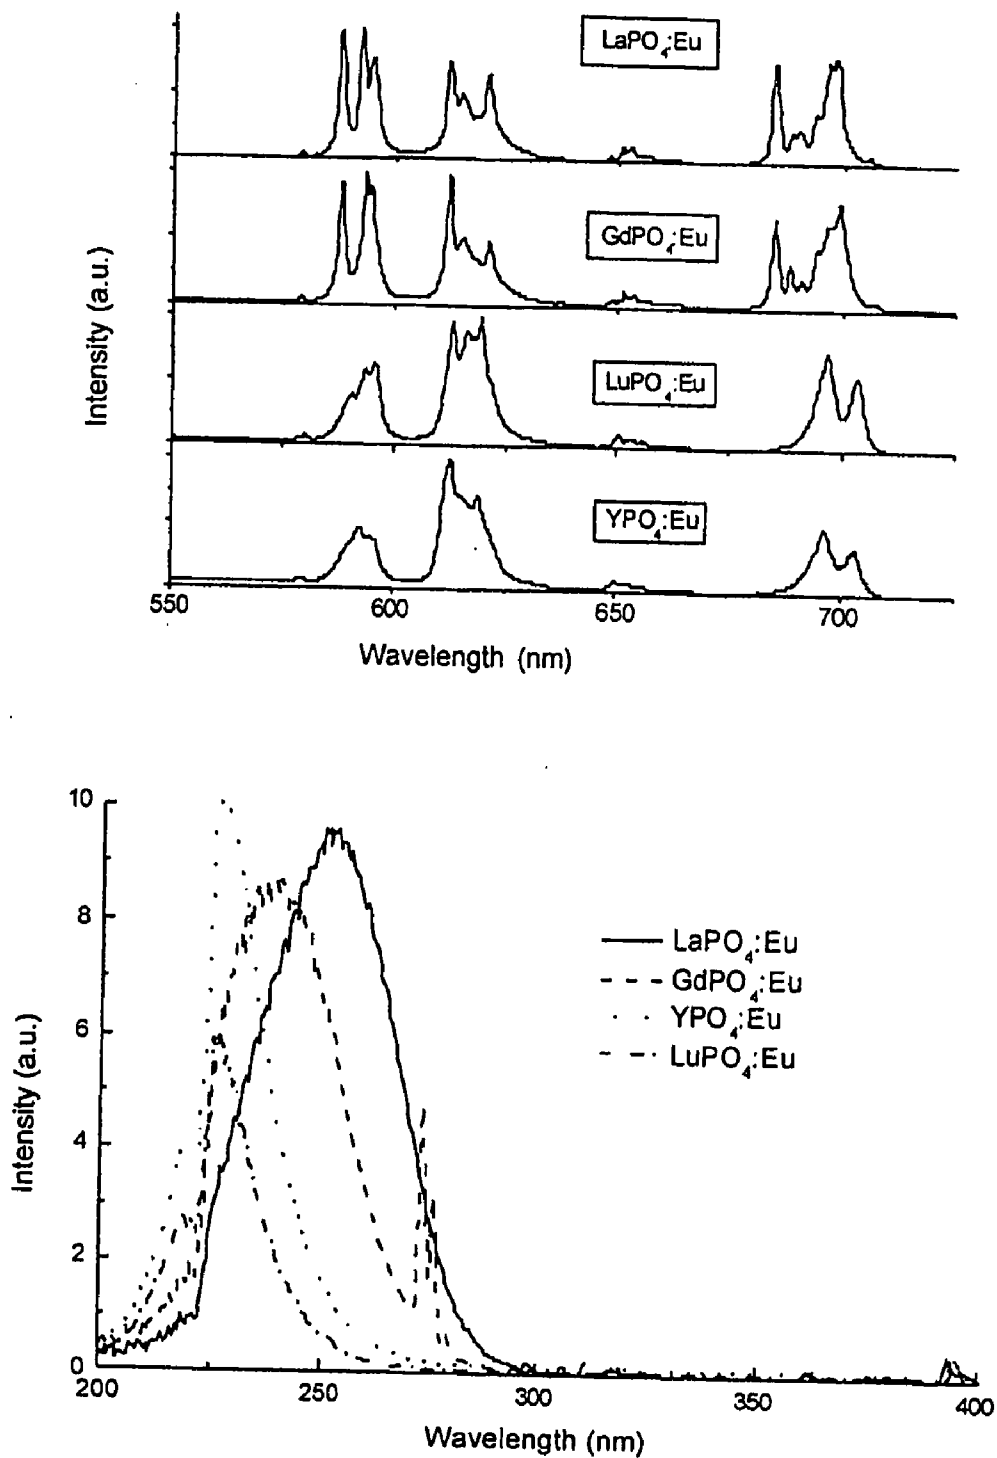 LaPO4:Eu
GdPO4:Eu
LuPO4:Eu
YPO4:Eu
Intensity (a.u.)
550 600 650 700
Wavelength (nm)
10
8
6
4
2
0
Intensity (a.u.)
LaPO4:Eu
GdPO4:Eu
YPO4:Eu
LuPO4:Eu
200 250 300 350 400
Wavelength (nm)